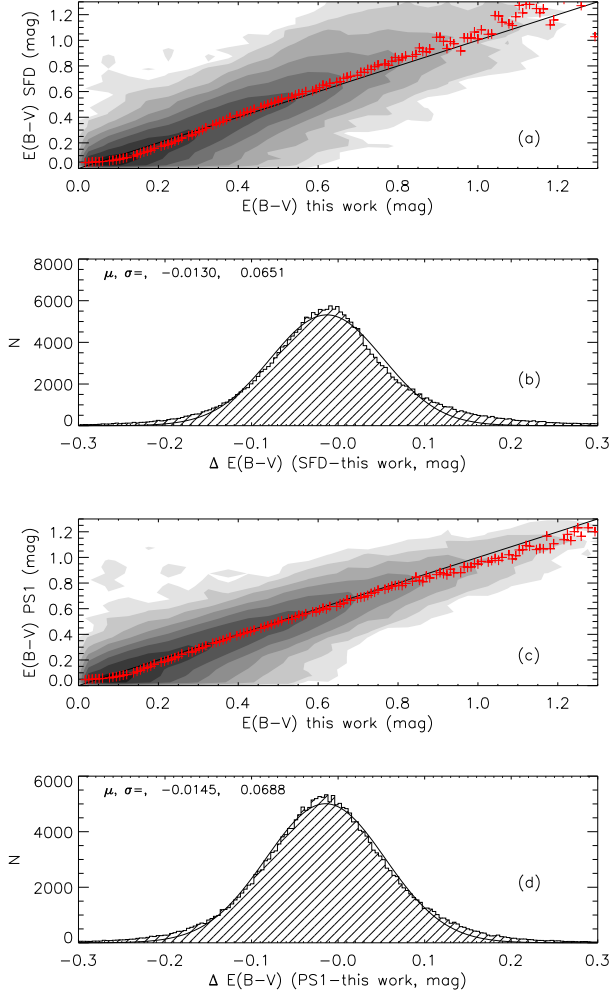 1.2
1.0
0.8
0.6
0.4
0.2
0.0
E(B−V) SFD (mag)
(a)
0.0 0.2 0.4 0.6 0.8 1.0 1.2
E(B−V) this work (mag)
8000
6000
4000
2000
0
N
μ, σ=, −0.0130, 0.0651
(b)
−0.3 −0.2 −0.1 −0.0 0.1 0.2 0.3
Δ E(B−V) (SFD−this work, mag)
1.2
1.0
0.8
0.6
0.4
0.2
0.0
E(B−V) PS1 (mag)
(c)
0.0 0.2 0.4 0.6 0.8 1.0 1.2
E(B−V) this work (mag)
6000
4000
2000
0
N
μ, σ=, −0.0145, 0.0688
(d)
−0.3 −0.2 −0.1 −0.0 0.1 0.2 0.3
Δ E(B−V) (PS1−this work, mag)